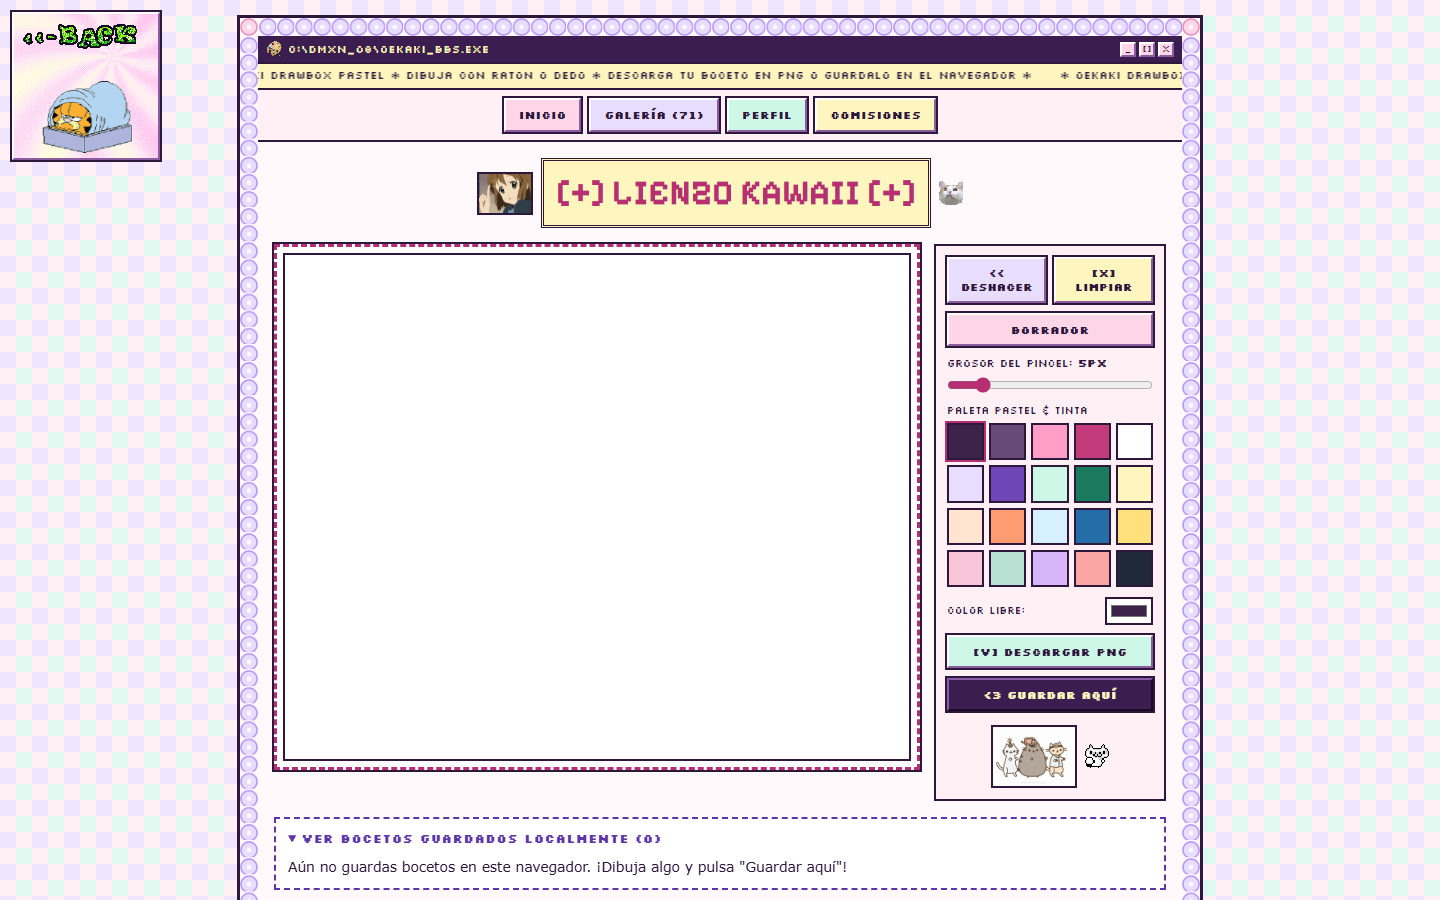 <<-BACK
C:\DMXN_08\OEKAKI_BBS.EXE
I DRAWBOX PASTEL * DIBUJA CON RATON O DEDO * DESCARGA TU BOCETO EN PNG O GUARDALO EN EL NAVEGADOR * * OEKAKI DRAWBO
INICIO
GALERÍA (71)
PERFIL
COMISIONES
[+] LIENZO KAWAII [+]
<< DESHACER
[X] LIMPIAR
BORRADOR
GROSOR DEL PINCEL: 5PX
PALETA PASTEL & TINTA
COLOR LIBRE:
[V] DESCARGAR PNG
<3 GUARDAR AQUÍ
▼ VER BOCETOS GUARDADOS LOCALMENTE (0)
Aún no guardas bocetos en este navegador. ¡Dibuja algo y pulsa "Guardar aquí"!